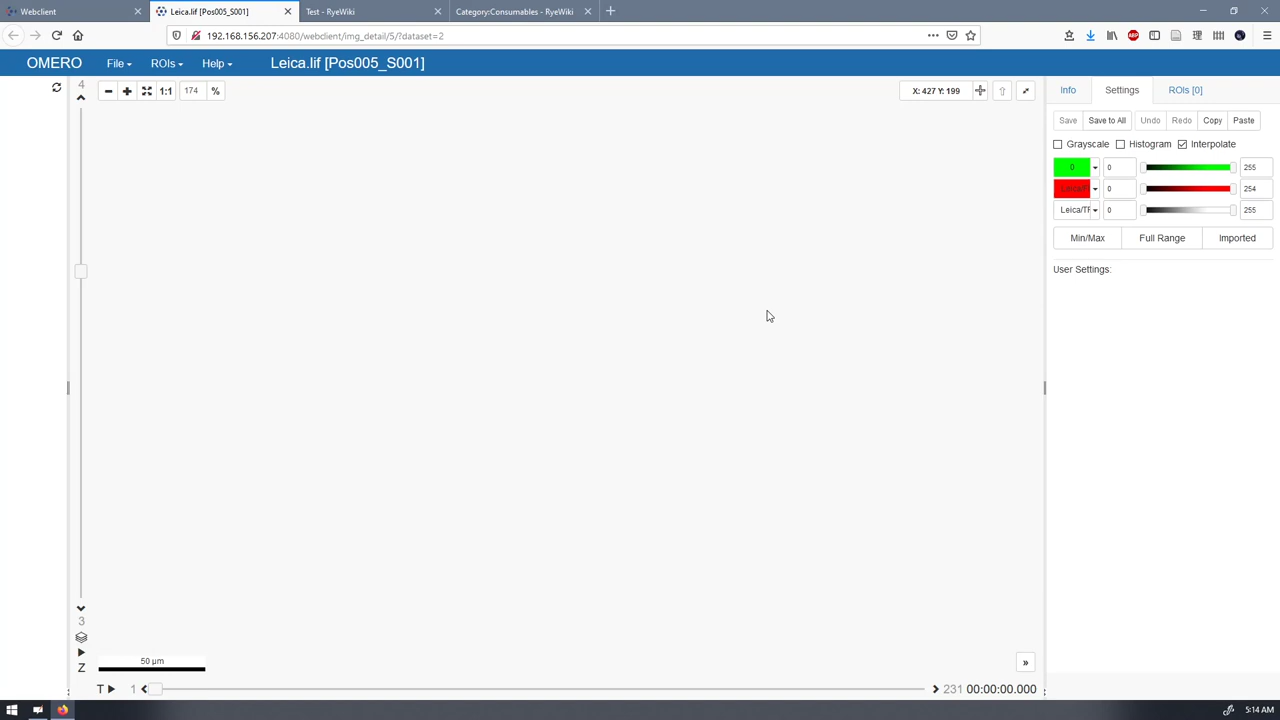 Webclient
Leica.lif [Pos005_S001]
Test - RyeWiki
Category:Consumables - RyeWiki
192.168.156.207:4080/webclient/img_detail/5/?dataset=2
OMERO
File
ROIs
Help
Leica.lif [Pos005_S001]
4
1:1
174
%
X: 427 Y: 199
Info
Settings
ROIs [0]
Save
Save to All
Undo
Redo
Copy
Paste
Grayscale
Histogram
Interpolate
0
0
255
Leica/F
0
254
Leica/TF
0
255
Min/Max
Full Range
Imported
User Settings:
3
Z
50 µm
»
T
1
231
00:00:00.000
5:14 AM